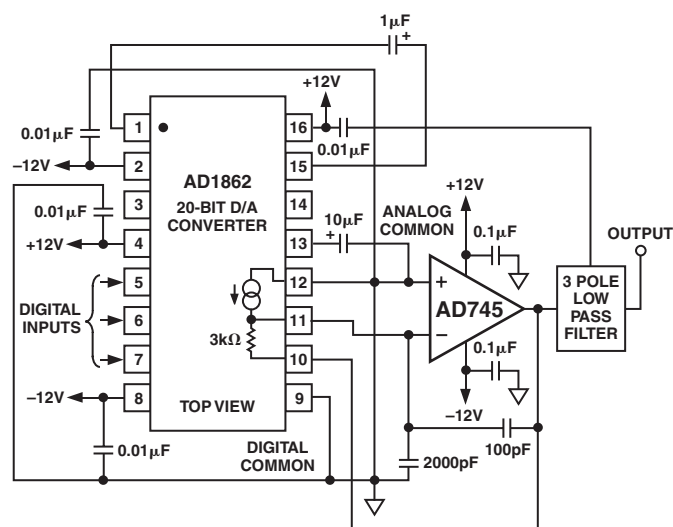 1μF
+
+12V
0.01μF
0.01μF
–12V
0.01μF
+12V
DIGITAL
INPUTS
–12V
0.01μF
1
2
3
4
5
6
7
8
16
15
14
13
12
11
10
9
AD1862
20-BIT D/A
CONVERTER
3kΩ
TOP VIEW
DIGITAL
COMMON
10μF
+
ANALOG
COMMON
+12V
0.1μF
+
–
AD745
0.1μF
–12V
100pF
2000pF
3 POLE
LOW
PASS
FILTER
OUTPUT